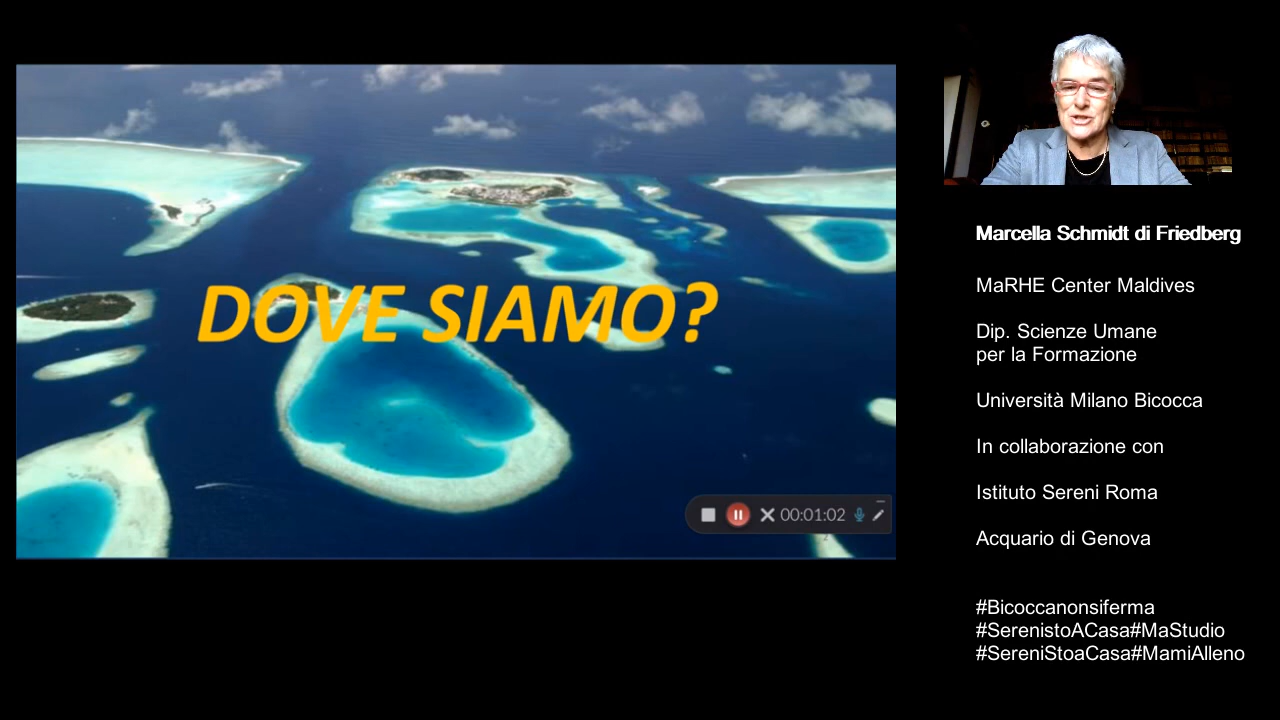 DOVE SIAMO?
00:01:02
Marcella Schmidt di Friedberg
MaRHE Center Maldives
Dip. Scienze Umane
per la Formazione
Università Milano Bicocca
In collaborazione con
Istituto Sereni Roma
Acquario di Genova
#Bicoccanonsiferma
#SerenistoACasa#MaStudio
#SereniStoaCasa#MamiAlleno